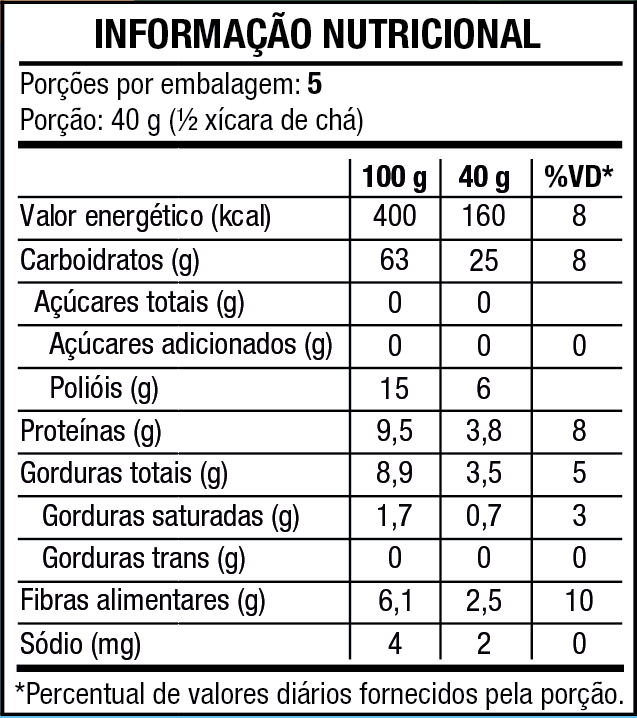 INFORMAÇÃO NUTRICIONAL
Porções por embalagem: 5
Porção: 40 g (½ xícara de chá)
100 g 40 g %VD*
Valor energético (kcal) 400 160 8
Carboidratos (g) 63 25 8
Açúcares totais (g) 0 0
Açúcares adicionados (g) 0 0 0
Polióis (g) 15 6
Proteínas (g) 9,5 3,8 8
Gorduras totais (g) 8,9 3,5 5
Gorduras saturadas (g) 1,7 0,7 3
Gorduras trans (g) 0 0 0
Fibras alimentares (g) 6,1 2,5 10
Sódio (mg) 4 2 0
*Percentual de valores diários fornecidos pela porção.